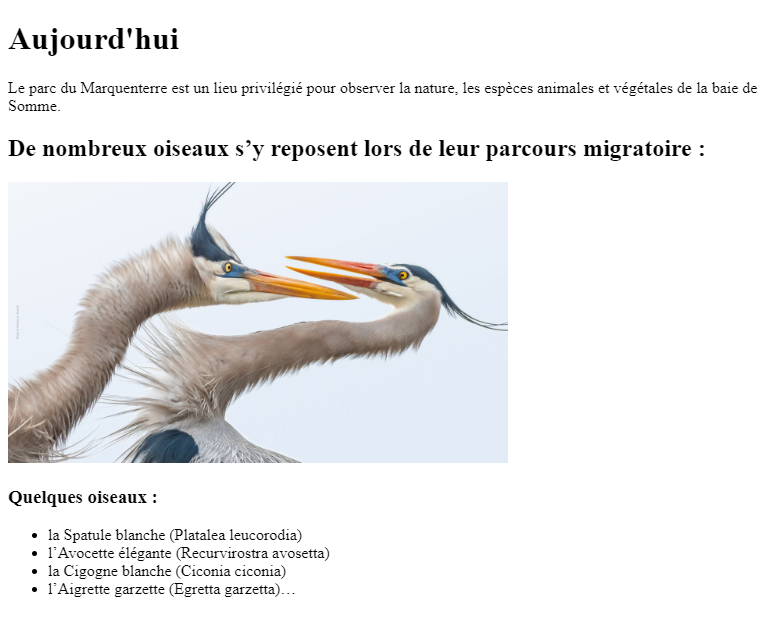 Aujourd'hui
Le parc du Marquenterre est un lieu privilégié pour observer la nature, les espèces animales et végétales de la baie de
Somme.
De nombreux oiseaux s’y reposent lors de leur parcours migratoire :
Quelques oiseaux :
• la Spatule blanche (Platalea leucorodia)
• l’Avocette élégante (Recurvirostra avosetta)
• la Cigogne blanche (Ciconia ciconia)
• l’Aigrette garzette (Egretta garzetta)…